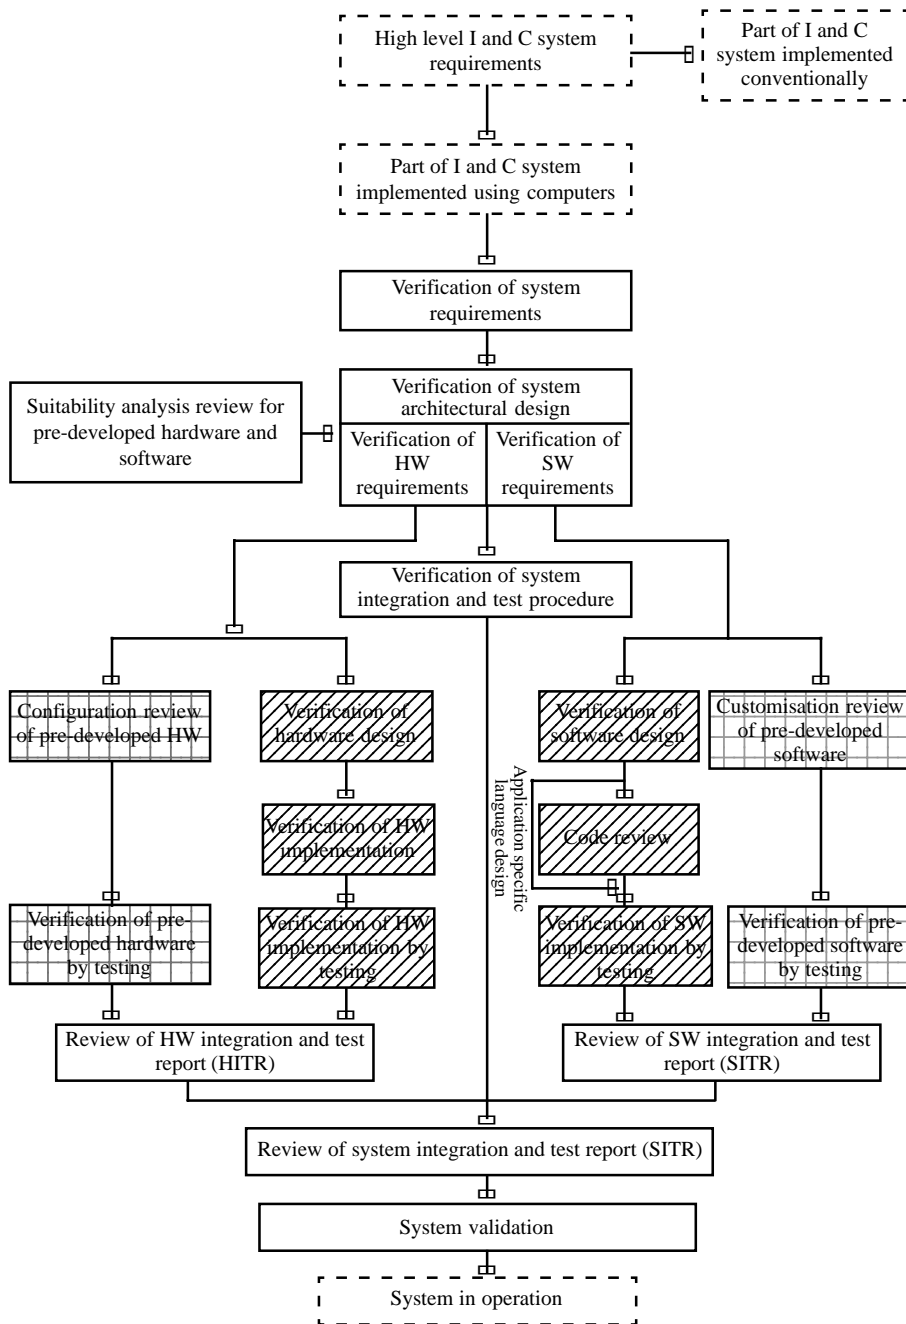 High level I and C system
requirements
Part of I and C
system implemented
conventionally
Part of I and C system
implemented using computers
Verification of system
requirements
Verification of system
architectural design
Suitability analysis review for
pre-developed hardware and
software
Verification of
HW
requirements
Verification of
SW
requirements
Verification of system
integration and test procedure
Configuration review
of pre-developed HW
Verification of
hardware design
Verification of
software design
Customisation review
of pre-developed
software
Application specific
language design
Verification of HW
implementation
Code review
Verification of pre-
developed hardware
by testing
Verification of HW
implementation by
testing
Verification of SW
implementation by
testing
Verification of pre-
developed software
by testing
Review of HW integration and test
report (HITR)
Review of SW integration and test
report (SITR)
Review of system integration and test report (SITR)
System validation
System in operation